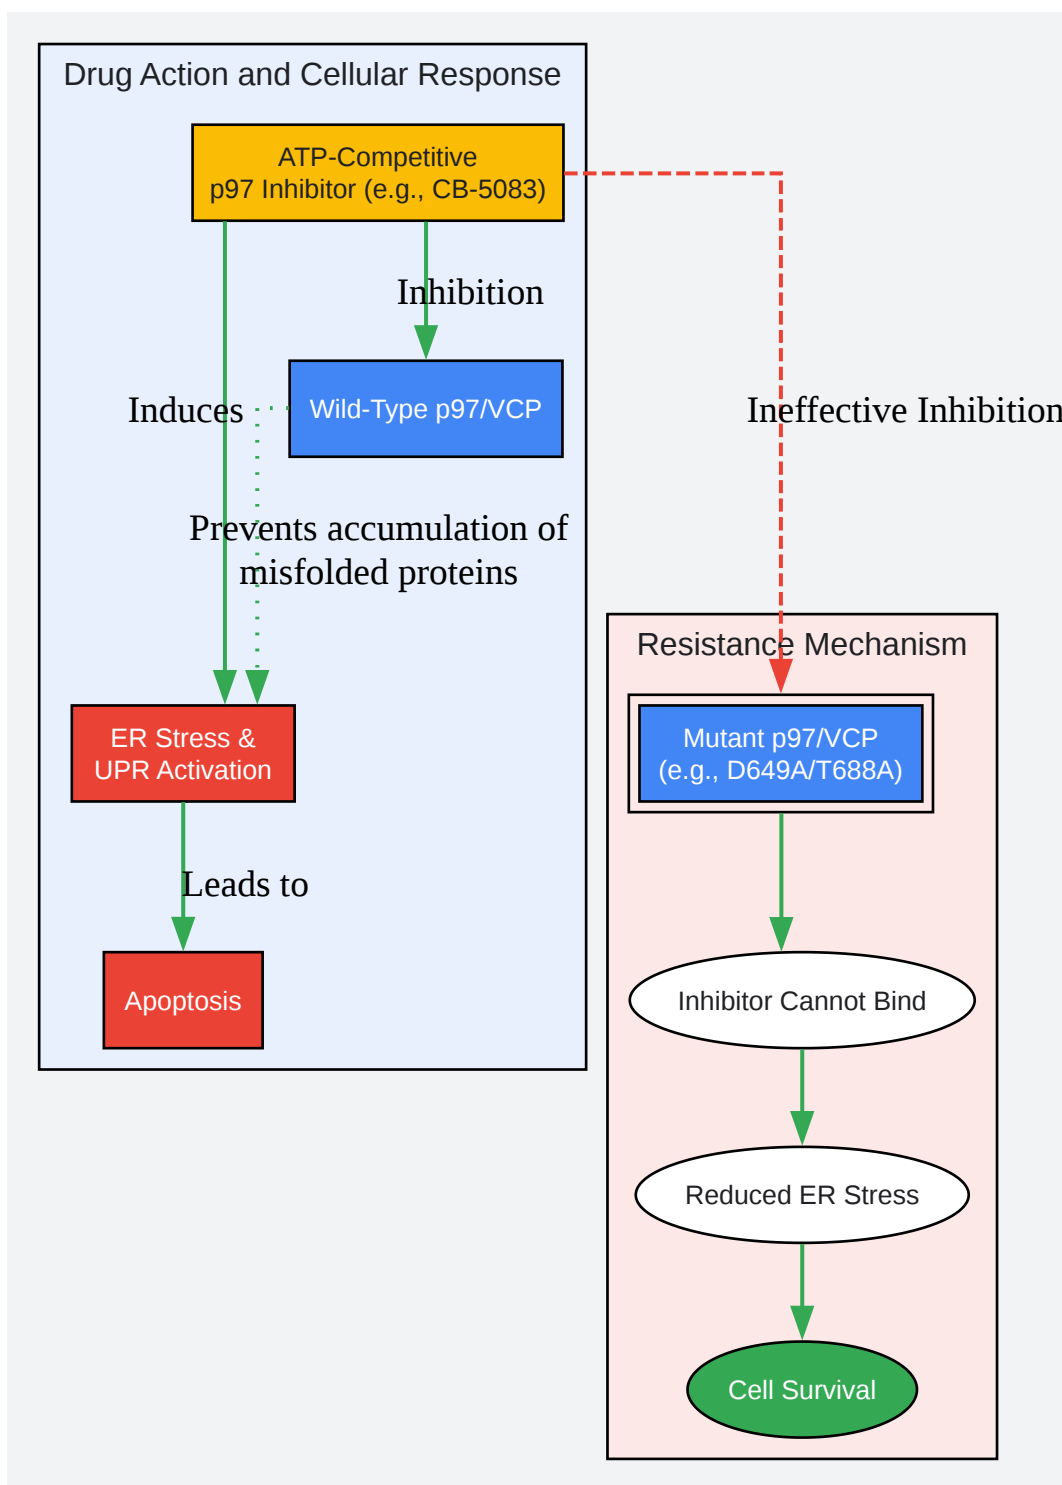 Drug Action and Cellular Response
ATP-Competitive
p97 Inhibitor (e.g., CB-5083)
Inhibition
Wild-Type p97/VCP
Induces
Prevents accumulation of
misfolded proteins
ER Stress &
UPR Activation
Leads to
Apoptosis
Ineffective Inhibition
Resistance Mechanism
Mutant p97/VCP
(e.g., D649A/T688A)
Inhibitor Cannot Bind
Reduced ER Stress
Cell Survival